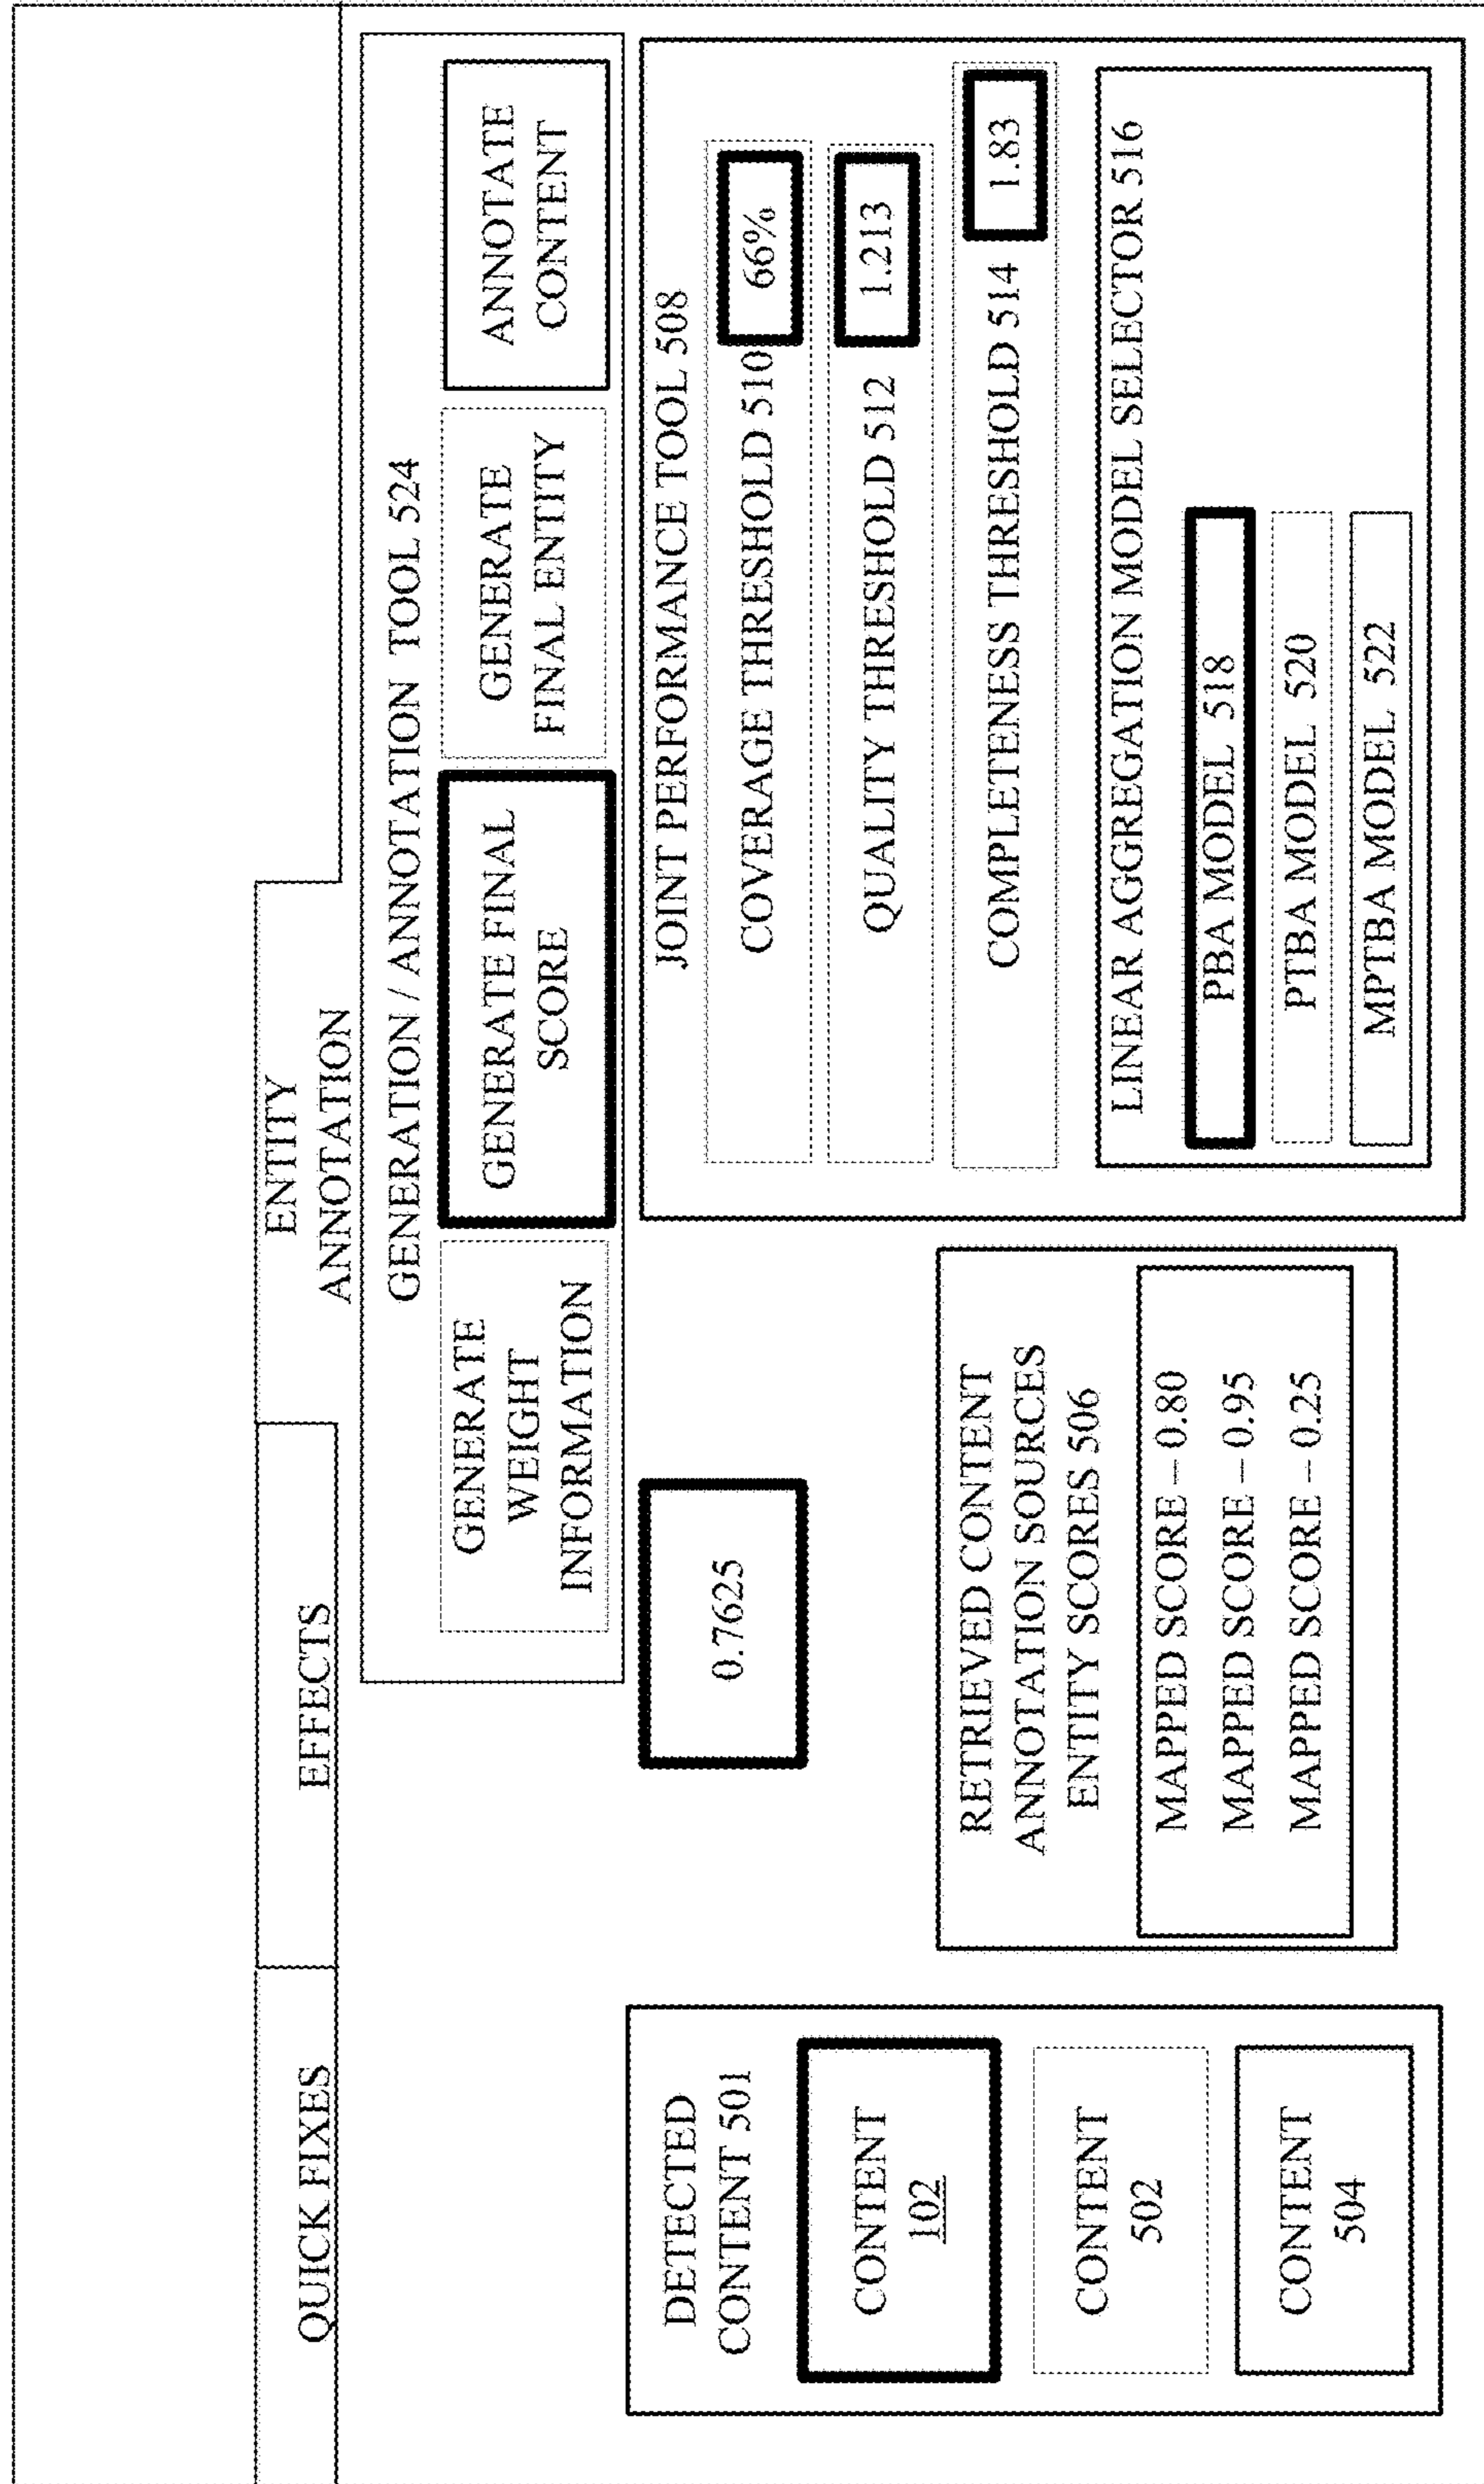 QUICK FIXES
EFFECTS
ENTITY
ANNOTATION
GENERATION / ANNOTATION TOOL 524
GENERATE
WEIGHT
INFORMATION
GENERATE FINAL
SCORE
GENERATE
FINAL ENTITY
ANNOTATE
CONTENT
DETECTED
CONTENT 501
CONTENT
102
CONTENT
502
CONTENT
504
0.7625
RETRIEVED CONTENT
ANNOTATION SOURCES
ENTITY SCORES 506
MAPPED SCORE – 0.80
MAPPED SCORE – 0.95
MAPPED SCORE – 0.25
JOINT PERFORMANCE TOOL 508
COVERAGE THRESHOLD 510 66%
QUALITY THRESHOLD 512 1.213
COMPLETENESS THRESHOLD 514 1.83
LINEAR AGGREGATION MODEL SELECTOR 516
PBA MODEL 518
PTBA MODEL 520
MPTBA MODEL 522